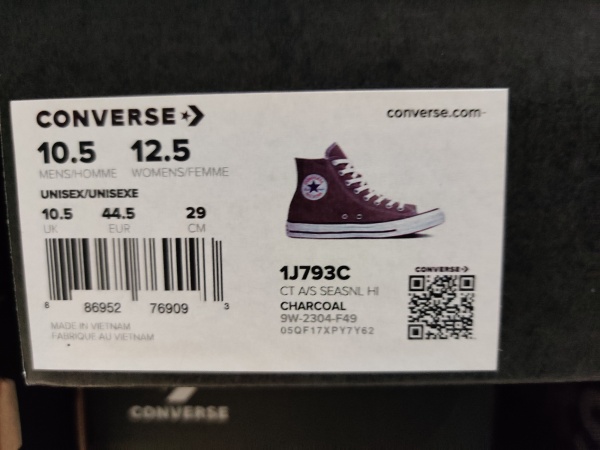 CONVERSE
converse.com
10.5 12.5
MENS/HOMME WOMENS/FEMME
UNISEX/UNISEXE
10.5 44.5 29
UK EUR CM
8 86952 76909 3
MADE IN VIETNAM
FABRIQUÉ AU VIETNAM
1J793C
CT A/S SEASNL HI
CHARCOAL
9W-2304-F49
05QF17XPY7Y62
CONVERSE
CONVERSE